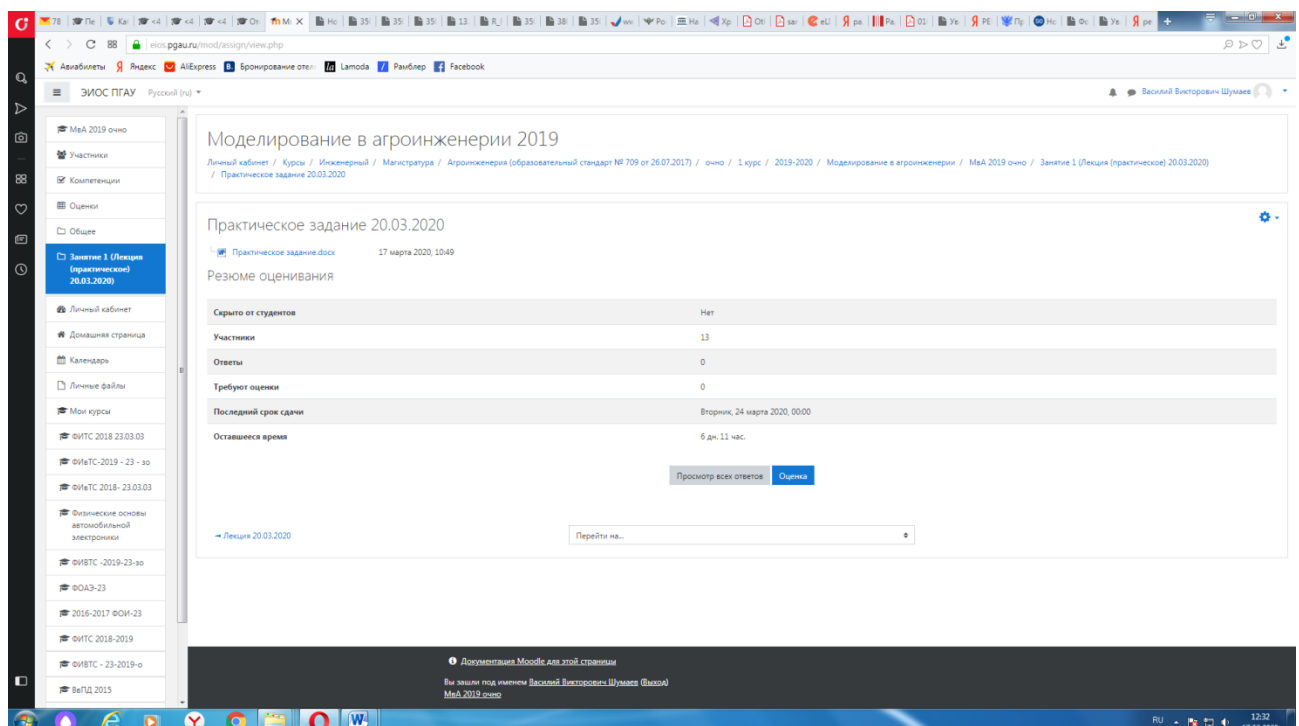 eios.pgau.ru/mod/assign/view.php
Авиабилеты Яндекс AliExpress Бронирование отел Lamoda Рамблер Facebook
ЭИОС ПГАУ Русский (ru)
Василий Викторович Шумаев
МвА 2019 очно
Участники
Компетенции
Оценки
Общее
Занятие 1 (Лекция
(практическое)
20.03.2020)
Личный кабинет
Домашняя страница
Календарь
Личные файлы
Мои курсы
ФИТС 2018 23.03.03
ФИвТС-2019 - 23 - зо
ФИвТС 2018- 23.03.03
Физические основы
автомобильной
электроники
ФИВТС -2019-23-зо
ФОАЭ-23
2016-2017 ФОИ-23
ФИТС 2018-2019
ФИВТС - 23-2019-о
ВвПД 2015
Моделирование в агроинженерии 2019
Личный кабинет / Курсы / Инженерный / Магистратура / Агроинженерия (образовательный стандарт № 709 от 26.07.2017) / очно / 1 курс / 2019-2020 / Моделирование в агроинженерии / МвА 2019 очно / Занятие 1 (Лекция (практическое) 20.03.2020)
/ Практическое задание 20.03.2020
Практическое задание 20.03.2020
Практическое задание.docx 17 марта 2020, 10:49
Резюме оценивания
Скрыто от студентов Нет
Участники 13
Ответы 0
Требуют оценки 0
Последний срок сдачи Вторник, 24 марта 2020, 00:00
Оставшееся время 6 дн. 11 час.
Просмотр всех ответов Оценка
→ Лекция 20.03.2020 Перейти на...
Документация Moodle для этой страницы
Вы зашли под именем Василий Викторович Шумаев (Выход)
МвА 2019 очно
RU 12:32